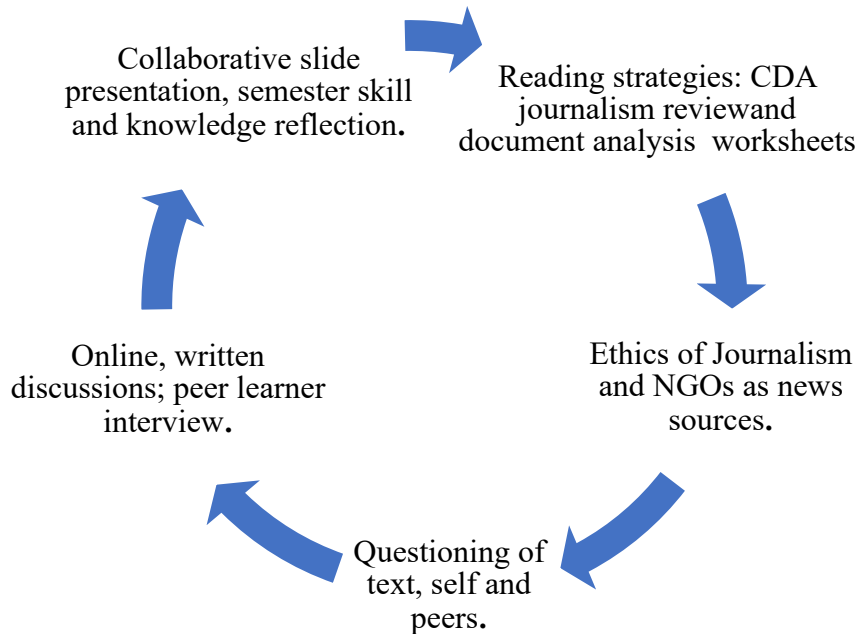 Collaborative slide
presentation, semester skill
and knowledge reflection.
Reading strategies: CDA
journalism reviewand
document analysis  worksheets
Ethics of Journalism
and NGOs as news
sources.
Questioning of
text, self and
peers.
Online, written
discussions; peer learner
interview.